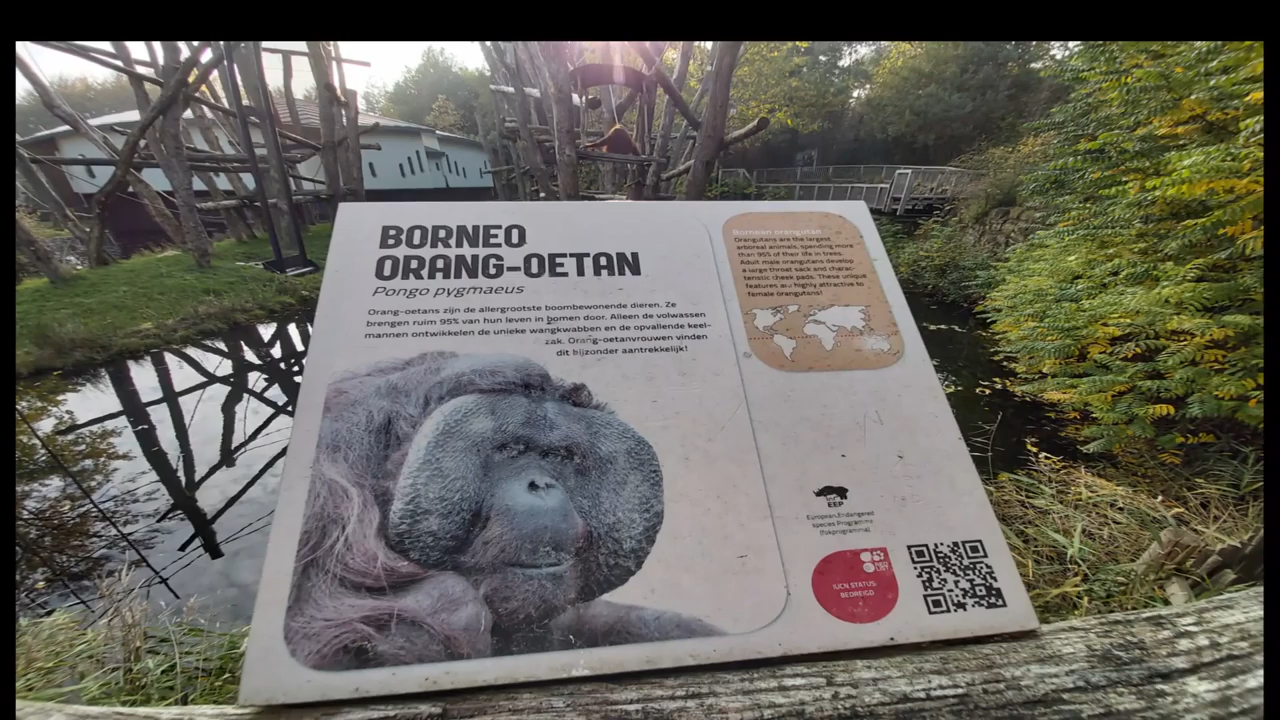 BORNEO
ORANG-OETAN
Pongo pygmaeus
Orang-oetans zijn de allergrootste boombewonende dieren. Ze
brengen ruim 95% van hun leven in bomen door. Alleen de volwassen
mannen ontwikkelen de unieke wangkwabben en de opvallende keel-
zak. Orang-oetanvrouwen vinden
dit bijzonder aantrekkelijk!
Bornean orangutan
Orangutans are the largest
arboreal animals, spending more
than 95% of their life in trees.
Adult male orangutans develop
a large throat sack and charac-
teristic cheek pads. These unique
features are highly attractive to
female orangutans!
EEP
European Endangered
Species Programme
(fokprogramma)
RED
LIST
IUCN STATUS:
BEDREIGD